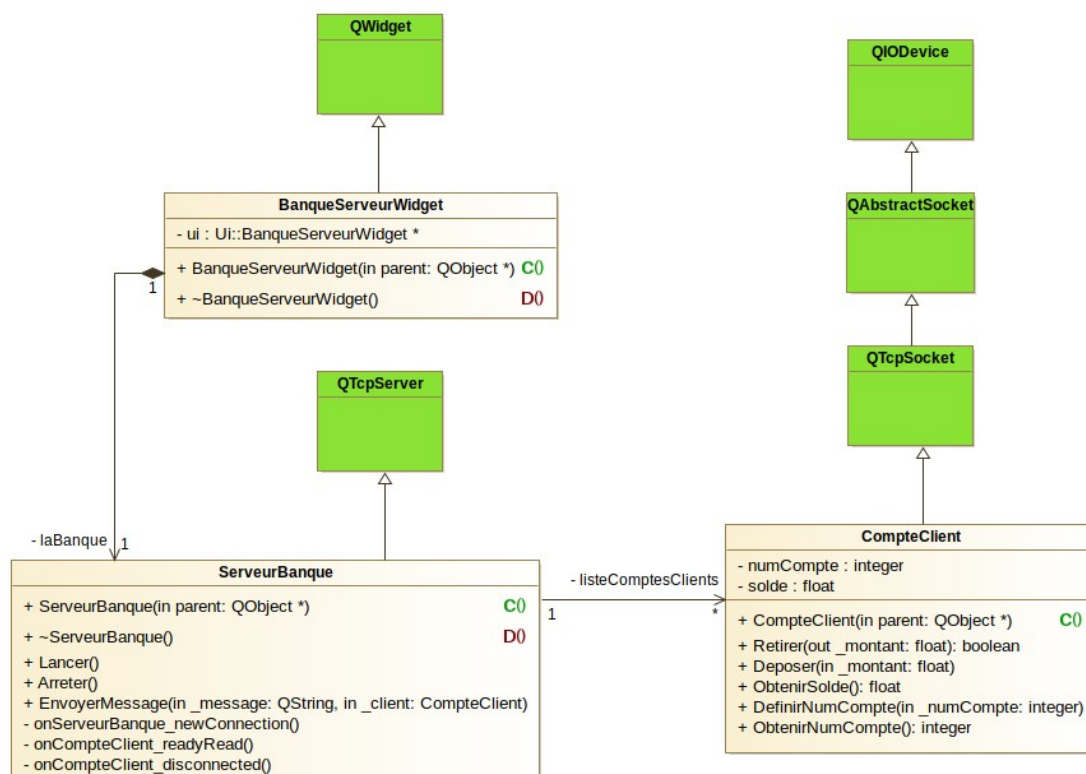 QWidget
BanqueServeurWidget
- ui : Ui::BanqueServeurWidget *
+ BanqueServeurWidget(in parent: QObject *) C()
+ ~BanqueServeurWidget() D()
1
- laBanque
1
QTcpServer
ServeurBanque
+ ServeurBanque(in parent: QObject *) C()
+ ~ServeurBanque() D()
+ Lancer()
+ Arreter()
+ EnvoyerMessage(in _message: QString, in _client: CompteClient)
- onServeurBanque_newConnection()
- onCompteClient_readyRead()
- onCompteClient_disconnected()
- listeComptesClients
1
*
QIODevice
QAbstractSocket
QTcpSocket
CompteClient
- numCompte : integer
- solde : float
+ CompteClient(in parent: QObject *) C()
+ Retirer(out _montant: float): boolean
+ Deposer(in _montant: float)
+ ObtenirSolde(): float
+ DefinirNumCompte(in _numCompte: integer)
+ ObtenirNumCompte(): integer